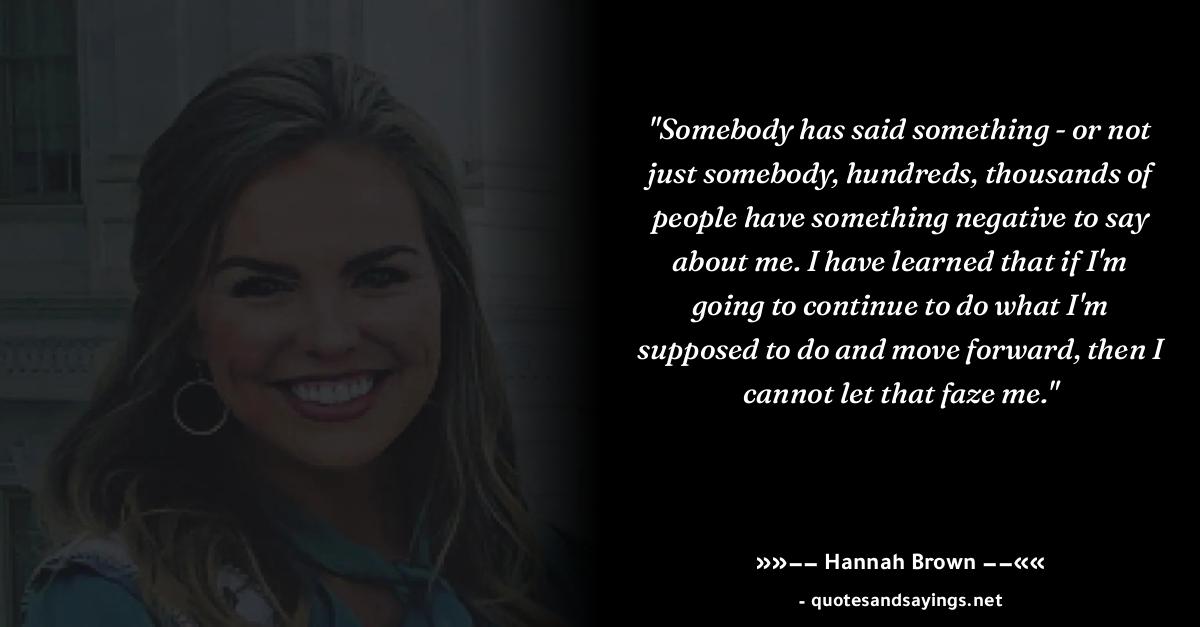 "Somebody has said something - or not
just somebody, hundreds, thousands of
people have something negative to say
about me. I have learned that if I'm
going to continue to do what I'm
supposed to do and move forward, then I
cannot let that faze me."
»»−− Hannah Brown −−««
- quotesandsayings.net